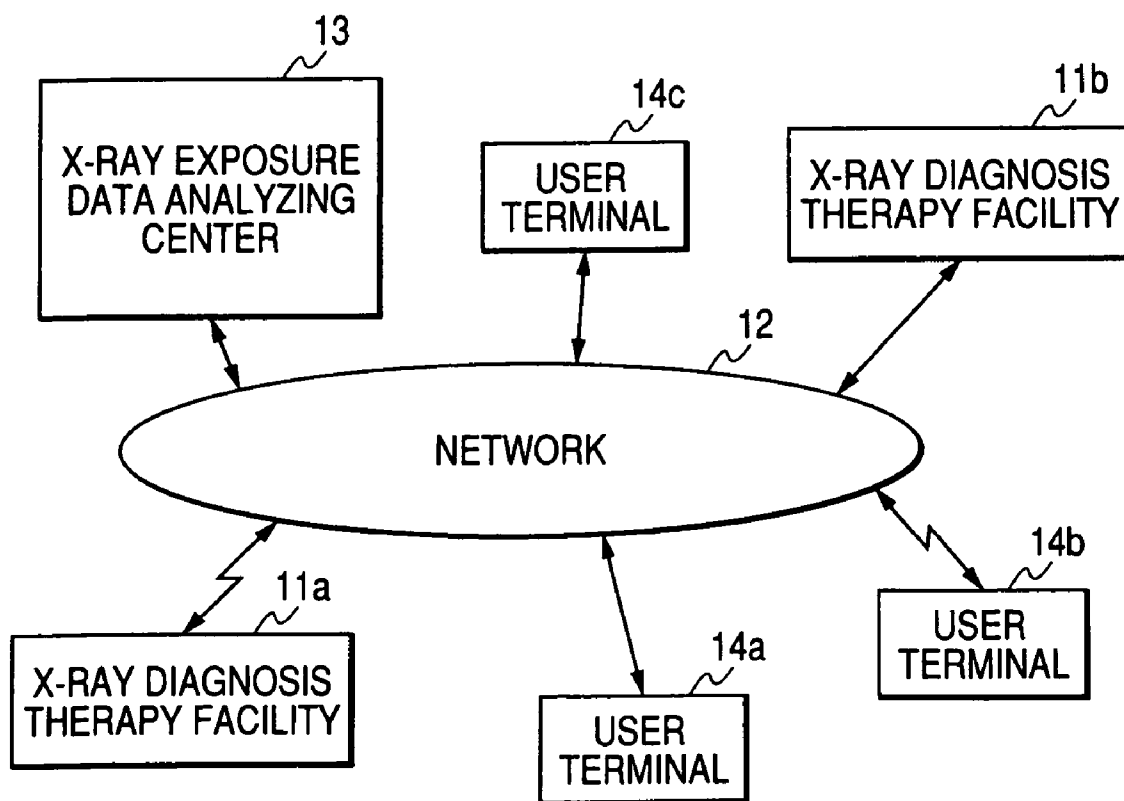 13
X-RAY EXPOSURE
DATA ANALYZING
CENTER
14c
USER
TERMINAL
11b
X-RAY DIAGNOSIS
THERAPY FACILITY
12
NETWORK
11a
X-RAY DIAGNOSIS
THERAPY FACILITY
14a
USER
TERMINAL
14b
USER
TERMINAL